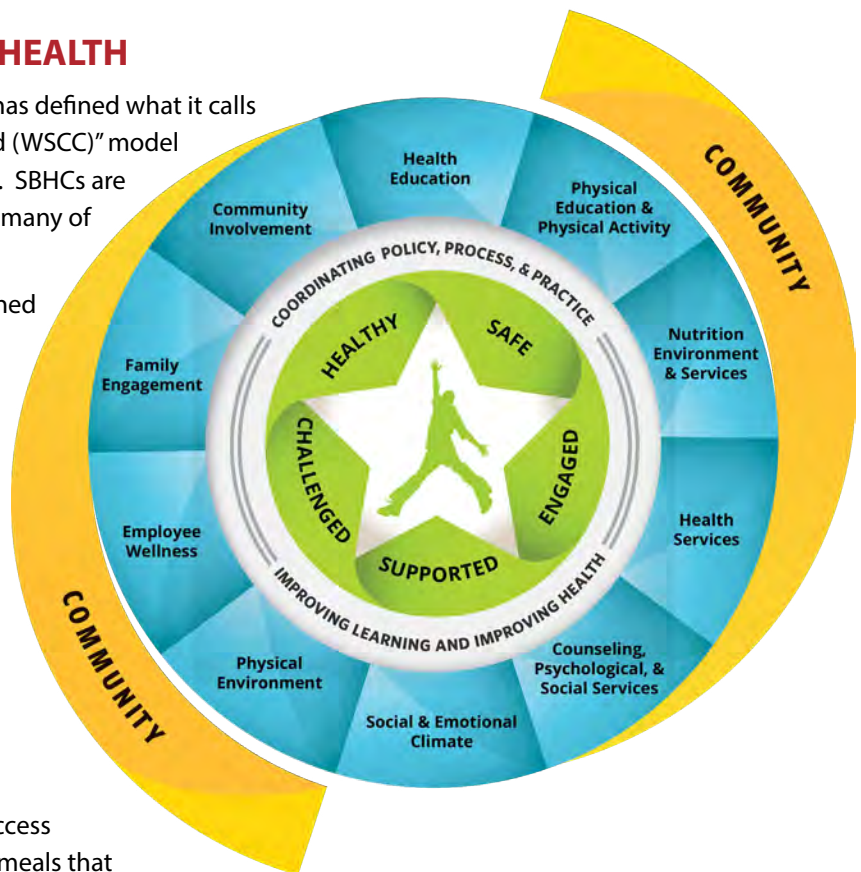 HEALTH
has defined what it calls
d (WSCC)” model
. SBHCs are
many of
ned
COMMUNITY
Health
Education
Physical
Education &
Physical Activity
Nutrition
Environment
& Services
Health
Services
Counseling,
Psychological, &
Social Services
Social & Emotional
Climate
Physical
Environment
Employee
Wellness
Family
Engagement
Community
Involvement
COORDINATING POLICY, PROCESS, & PRACTICE
IMPROVING LEARNING AND IMPROVING HEALTH
HEALTHY
SAFE
ENGAGED
SUPPORTED
CHALLENGED
COMMUNITY
ccess
meals that